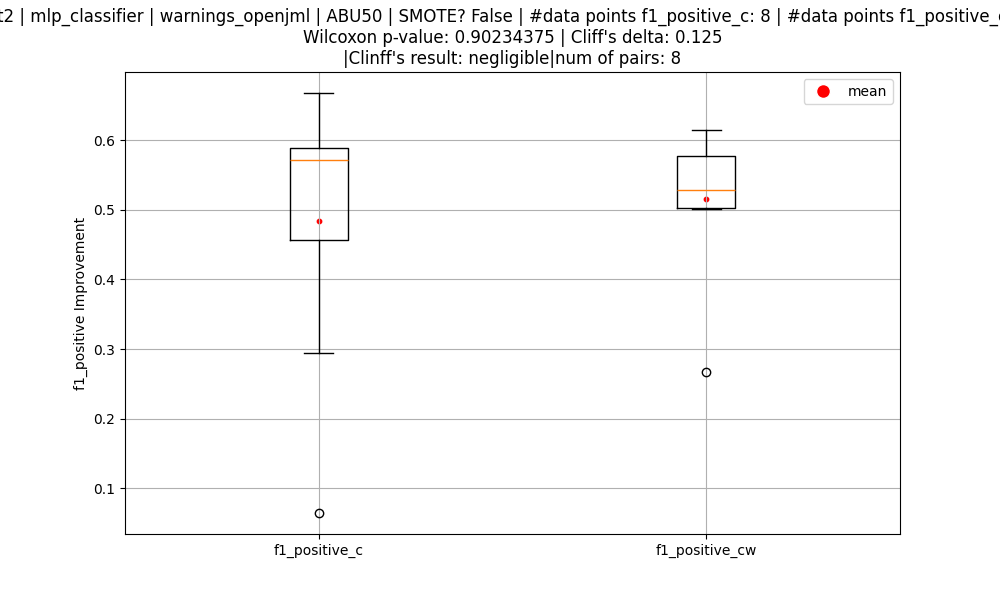 t2 | mlp_classifier | warnings_openjml | ABU50 | SMOTE? False | #data points f1_positive_c: 8 | #data points f1_positive_
Wilcoxon p-value: 0.90234375 | Cliff's delta: 0.125
|Clinff's result: negligible|num of pairs: 8
mean
f1_positive Improvement
0.6
0.5
0.4
0.3
0.2
0.1
f1_positive_c
f1_positive_cw